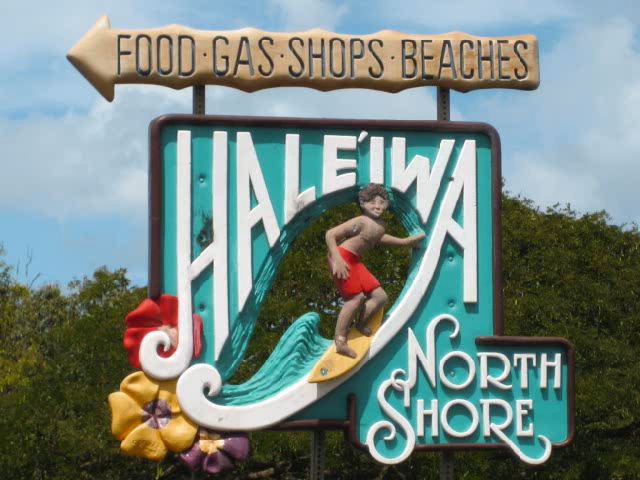 FOOD · GAS · SHOPS · BEACHES
HALE'IWA
NORTH
SHORE